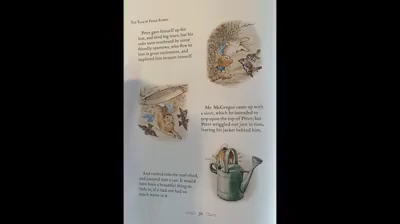 THE TALE OF PETER RABBIT
Peter gave himself up for
lost, and shed big tears; but his
sobs were overheard by some
friendly sparrows, who flew to
him in great excitement, and
implored him to exert himself.
Mr. McGregor came up with
a sieve, which he intended to
pop upon the top of Peter; but
Peter wriggled out just in time,
leaving his jacket behind him,
And rushed into the tool-shed,
and jumped into a can. It would
have been a beautiful thing to
hide in, if it had not had so
much water in it.